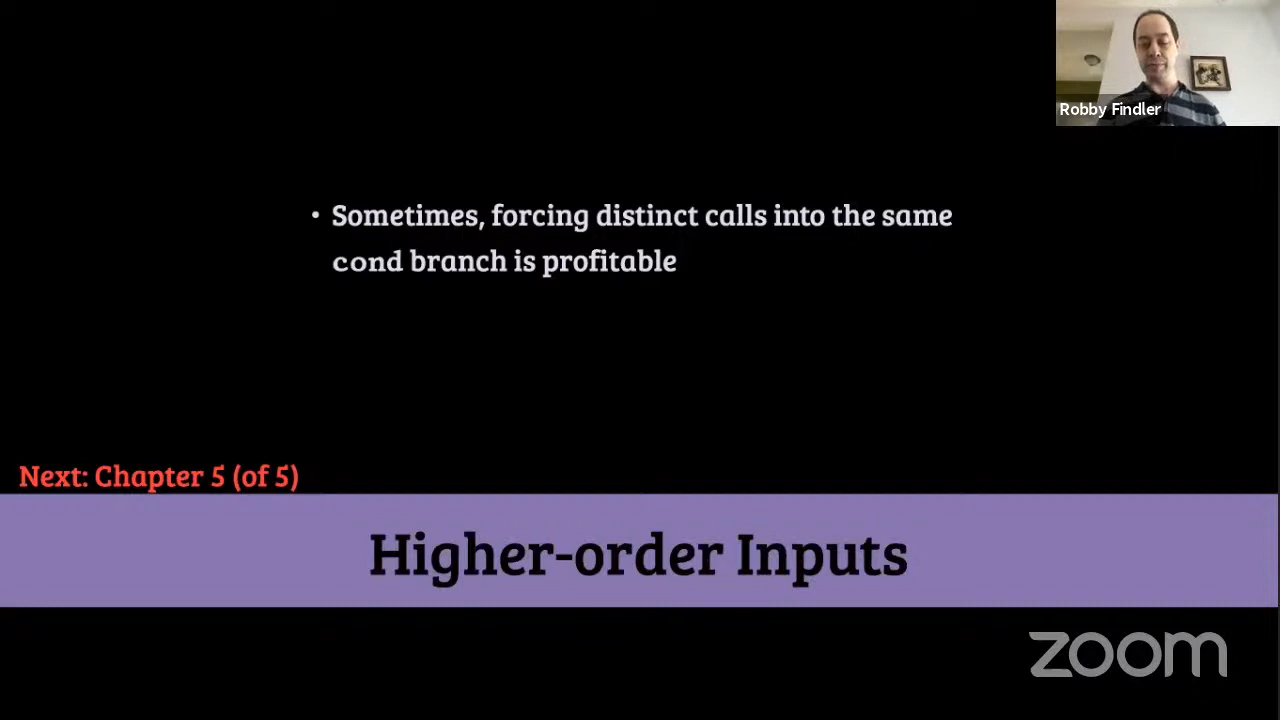 Robby Findler
• Sometimes, forcing distinct calls into the same
cond branch is profitable
Next: Chapter 5 (of 5)
Higher-order Inputs
zoom